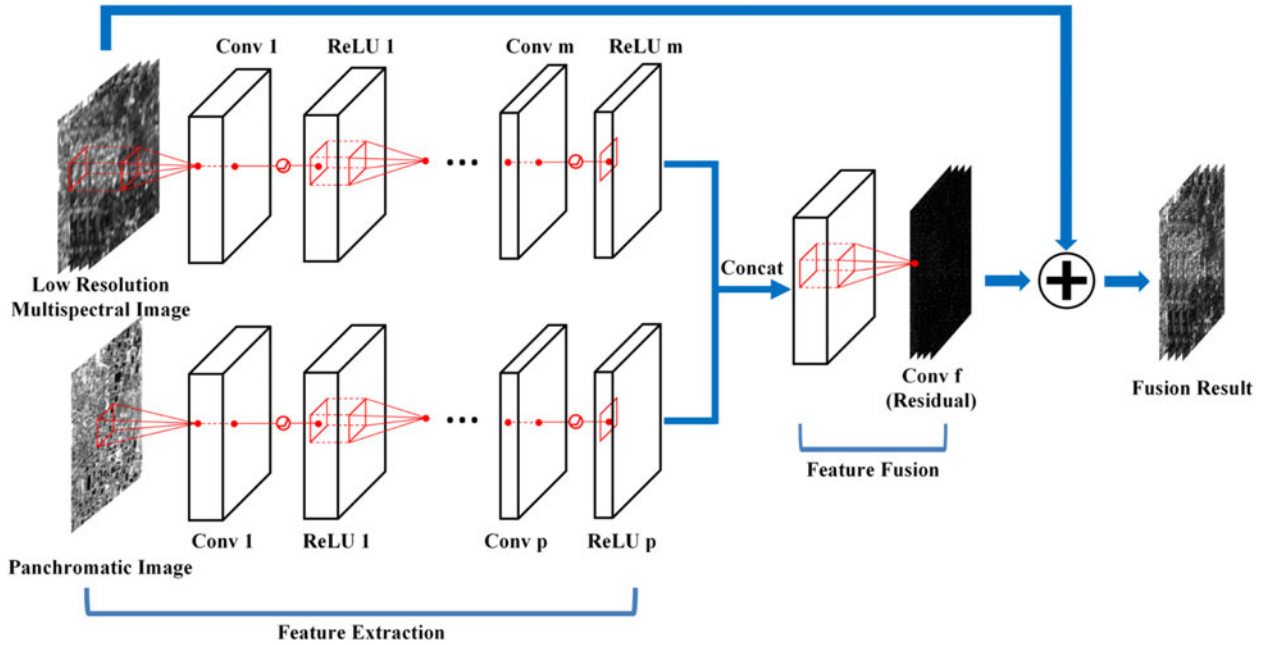 Conv 1
ReLU 1
Conv m
ReLU m
Low Resolution
Multispectral Image
Concat
Conv f
(Residual)
Fusion Result
Feature Fusion
Conv 1
ReLU 1
Conv p
ReLU p
Panchromatic Image
Feature Extraction